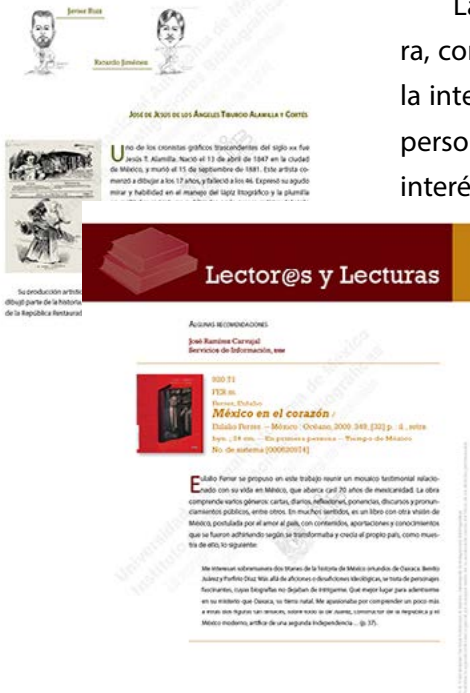 Javier Ruiz
Ricardo Jiménez
JOSÉ DE JESÚS DE LOS ÁNGELES TIBURCIO ALAMILLA Y CORTÉS
Uno de los cronistas gráficos trascendentes del siglo XIX fue
Jesús T. Alamilla. Nació el 13 de abril de 1847 en la ciudad
de México, y murió el 15 de septiembre de 1881. Este artista co-
menzó a dibujar a los 17 años, y falleció a los 46. Expresó su agudo
mirar y habilidad en el manejo del lápiz litográfico y la plumilla
Su producción artístic
dibujó parte de la historia
de la República Restaurad
La
ra, con
la inte
perso
interé
Lector@s y Lecturas
ALGUNAS RECOMENDACIONES
José Ramírez Carvajal
Servicios de Información,
920.71
FER.m.
Ferrer, Eulalio
México en el corazón /
Eulalio Ferrer. -- México : Océano, 2009. 349, [32] p. : il., retrs
byn. ; 24 cm. -- En primera persona -- Tiempo de México
No. de sistema [000620974]
Eulalio Ferrer se propuso en este trabajo reunir un mosaico testimonial relacio-
nado con su vida en México, que abarca casi 70 años de mexicanidad. La obra
comprende varios géneros: cartas, diarios, reflexiones, ponencias, discursos y pronun-
ciamientos públicos, entre otros. En muchos sentidos, es un libro con otra visión de
México, postulada por el amor al país, con contenidos, aportaciones y conocimientos
que se fueron adhiriendo según se transformaba y crecía el propio país, como mues-
tra de ello, lo siguiente:
Me interesan sobremanera dos titanes de la historia de México oriundos de Oaxaca: Benito
Juárez y Porfirio Díaz. Más allá de aficiones o desaficiones ideológicas, se trata de personajes
fascinantes, cuyas biografías no dejaban de intrigarme. Qué mejor lugar para adentrarme
en su misterio que Oaxaca, su tierra natal. Me apasionaba por comprender un poco más
a estas dos figuras tan tenaces, sobre todo la de Juárez, constructor de la República y el
México moderno, artífice de una segunda Independencia ... (p. 37).